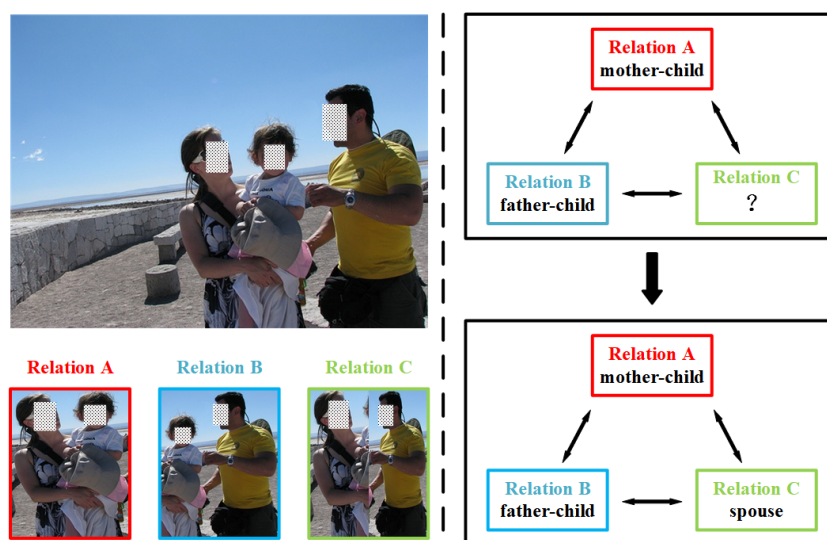 Relation A
mother-child
Relation B
father-child
Relation C
?
Relation A
Relation B
Relation C
Relation A
mother-child
Relation B
father-child
Relation C
spouse